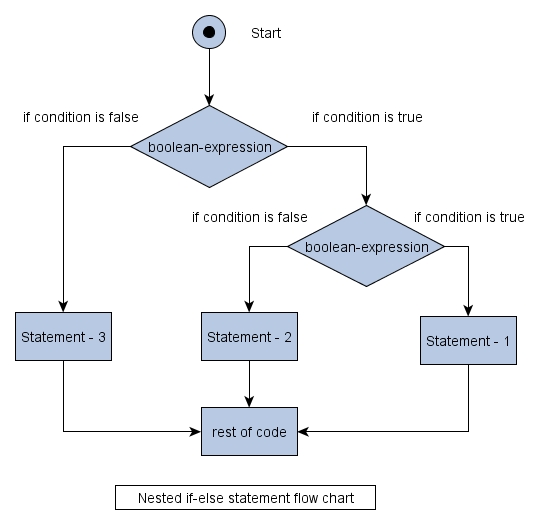 Start
if condition is false
if condition is true
boolean-expression
if condition is false
if condition is true
boolean-expression
Statement - 3
Statement - 2
Statement - 1
rest of code
Nested if-else statement flow chart